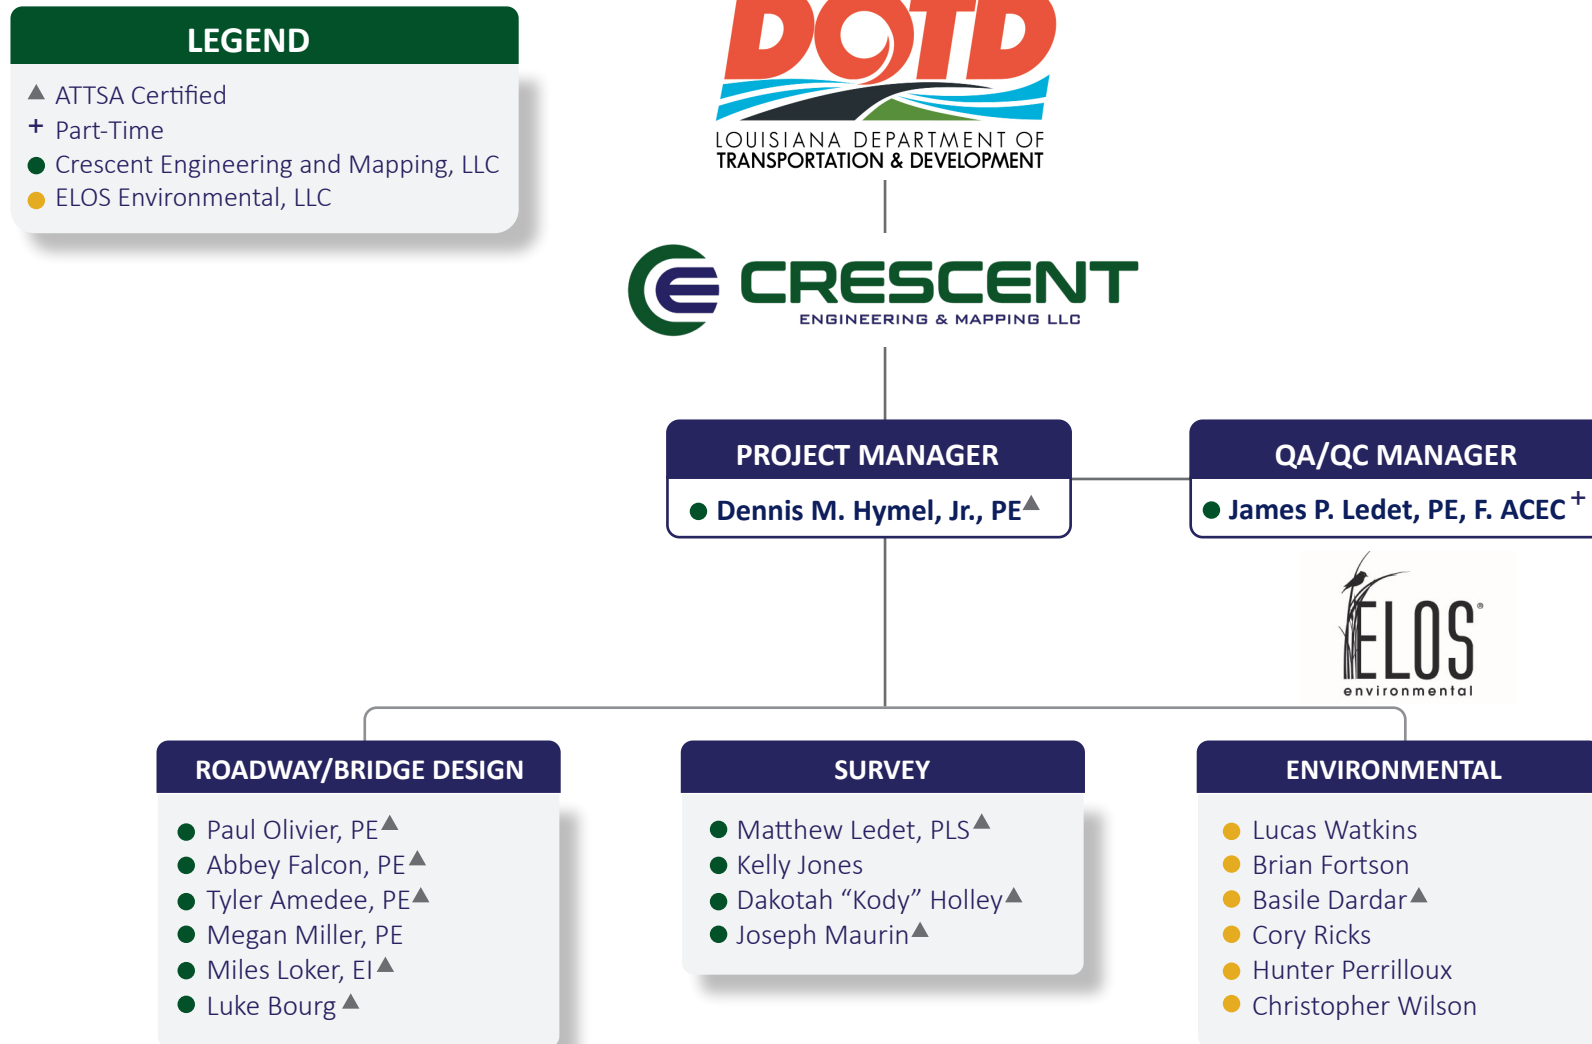 LEGEND
▲ ATTSA Certified
+ Part-Time
● Crescent Engineering and Mapping, LLC
● ELOS Environmental, LLC
DOTD
LOUISIANA DEPARTMENT OF
TRANSPORTATION & DEVELOPMENT
CRESCENT
ENGINEERING & MAPPING LLC
PROJECT MANAGER
● Dennis M. Hymel, Jr., PE▲
QA/QC MANAGER
● James P. Ledet, PE, F. ACEC+
ELOS®
environmental
ROADWAY/BRIDGE DESIGN
● Paul Olivier, PE▲
● Abbey Falcon, PE▲
● Tyler Amedee, PE▲
● Megan Miller, PE
● Miles Loker, EI▲
● Luke Bourg▲
SURVEY
● Matthew Ledet, PLS▲
● Kelly Jones
● Dakotah “Kody” Holley▲
● Joseph Maurin▲
ENVIRONMENTAL
● Lucas Watkins
● Brian Fortson
● Basile Dardar▲
● Cory Ricks
● Hunter Perrilloux
● Christopher Wilson